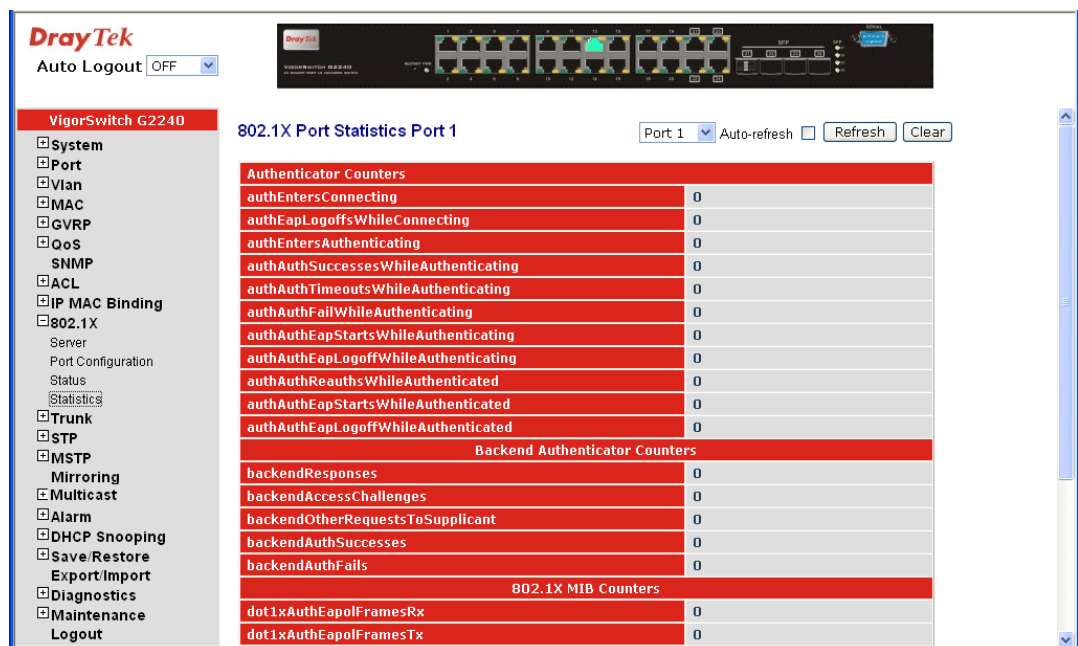 DrayTek
Auto Logout OFF
DrayTek
VIGORSWITCH G2240
SFP
SERIAL
VigorSwitch G2240
System
Port
Vlan
MAC
GVRP
QoS
SNMP
ACL
IP MAC Binding
802.1X
Server
Port Configuration
Status
Statistics
Trunk
STP
MSTP
Mirroring
Multicast
Alarm
DHCP Snooping
Save/Restore
Export/Import
Diagnostics
Maintenance
Logout
802.1X Port Statistics Port 1
Port 1 Auto-refresh Refresh Clear
Authenticator Counters
authEntersConnecting 0
authEapLogoffsWhileConnecting 0
authEntersAuthenticating 0
authAuthSuccessesWhileAuthenticating 0
authAuthTimeoutsWhileAuthenticating 0
authAuthFailWhileAuthenticating 0
authAuthEapStartsWhileAuthenticating 0
authAuthEapLogoffWhileAuthenticating 0
authAuthReauthsWhileAuthenticated 0
authAuthEapStartsWhileAuthenticated 0
authAuthEapLogoffWhileAuthenticated 0
Backend Authenticator Counters
backendResponses 0
backendAccessChallenges 0
backendOtherRequestsToSupplicant 0
backendAuthSuccesses 0
backendAuthFails 0
802.1X MIB Counters
dot1xAuthEapolFramesRx 0
dot1xAuthEapolFramesTx 0